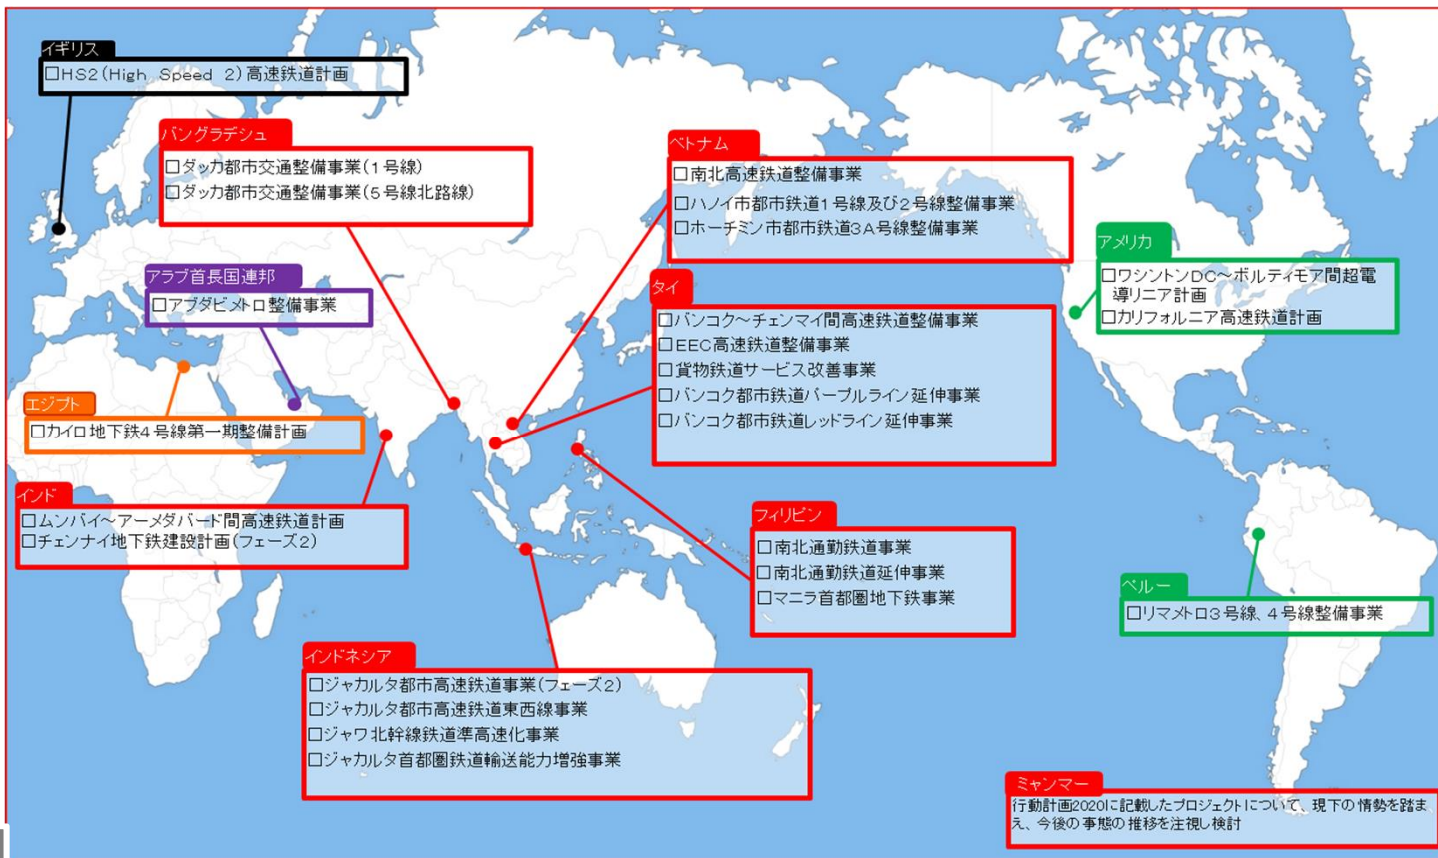 イギリス
□HS2(High Speed 2)高速鉄道計画
バングラデシュ
□ダッカ都市交通整備事業(1号線)
□ダッカ都市交通整備事業(5号線北路線)
ベトナム
□南北高速鉄道整備事業
□ハノイ市都市鉄道1号線及び2号線整備事業
□ホーチミン市都市鉄道3A号線整備事業
アメリカ
□ワシントンDC~ボルティモア間超電
導リニア計画
□カリフォルニア高速鉄道計画
アラブ首長国連邦
□アブダビメトロ整備事業
タイ
□バンコク~チェンマイ間高速鉄道整備事業
□EEC高速鉄道整備事業
□貨物鉄道サービス改善事業
□バンコク都市鉄道パープルライン延伸事業
□バンコク都市鉄道レッドライン延伸事業
エジプト
□カイロ地下鉄4号線第一期整備計画
インド
□ムンバイ~アーメダバード間高速鉄道計画
□チェンナイ地下鉄建設計画(フェーズ2)
フィリピン
□南北通勤鉄道事業
□南北通勤鉄道延伸事業
□マニラ首都圏地下鉄事業
ペルー
□リマメトロ3号線、4号線整備事業
インドネシア
□ジャカルタ都市高速鉄道事業(フェーズ2)
□ジャカルタ都市高速鉄道東西線事業
□ジャワ北幹線鉄道準高速化事業
□ジャカルタ首都圏鉄道輸送能力増強事業
ミャンマー
行動計画2020に記載したプロジェクトについて、現下の情勢を踏ま
え、今後の事態の推移を注視し検討